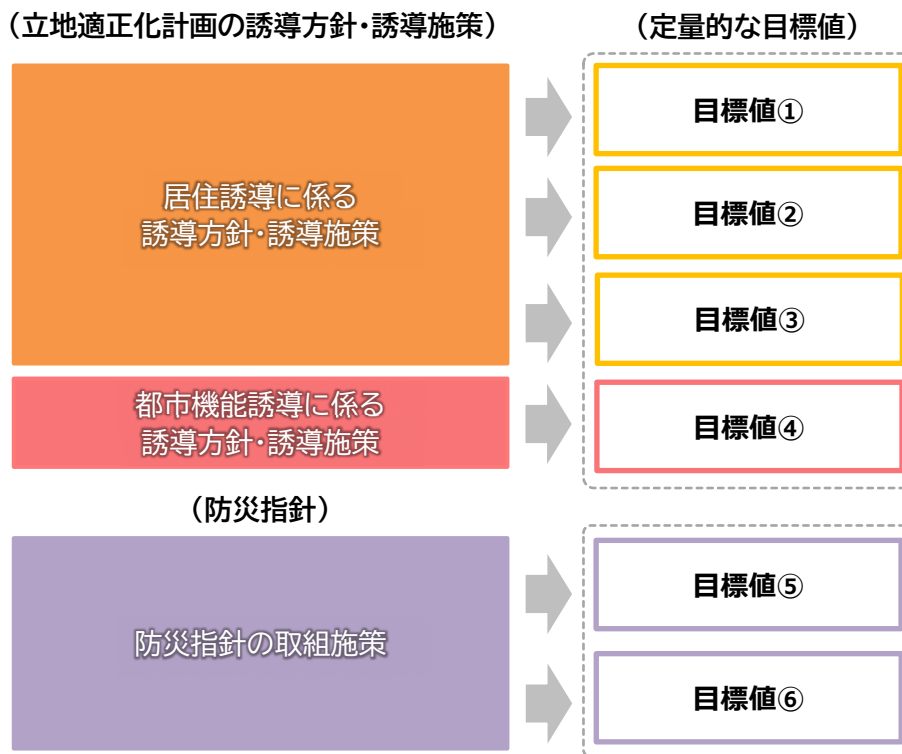 (立地適正化計画の誘導方針・誘導施策)
(定量的な目標値)
居住誘導に係る
誘導方針・誘導施策
目標値①
目標値②
目標値③
都市機能誘導に係る
誘導方針・誘導施策
目標値④
(防災指針)
防災指針の取組施策
目標値⑤
目標値⑥